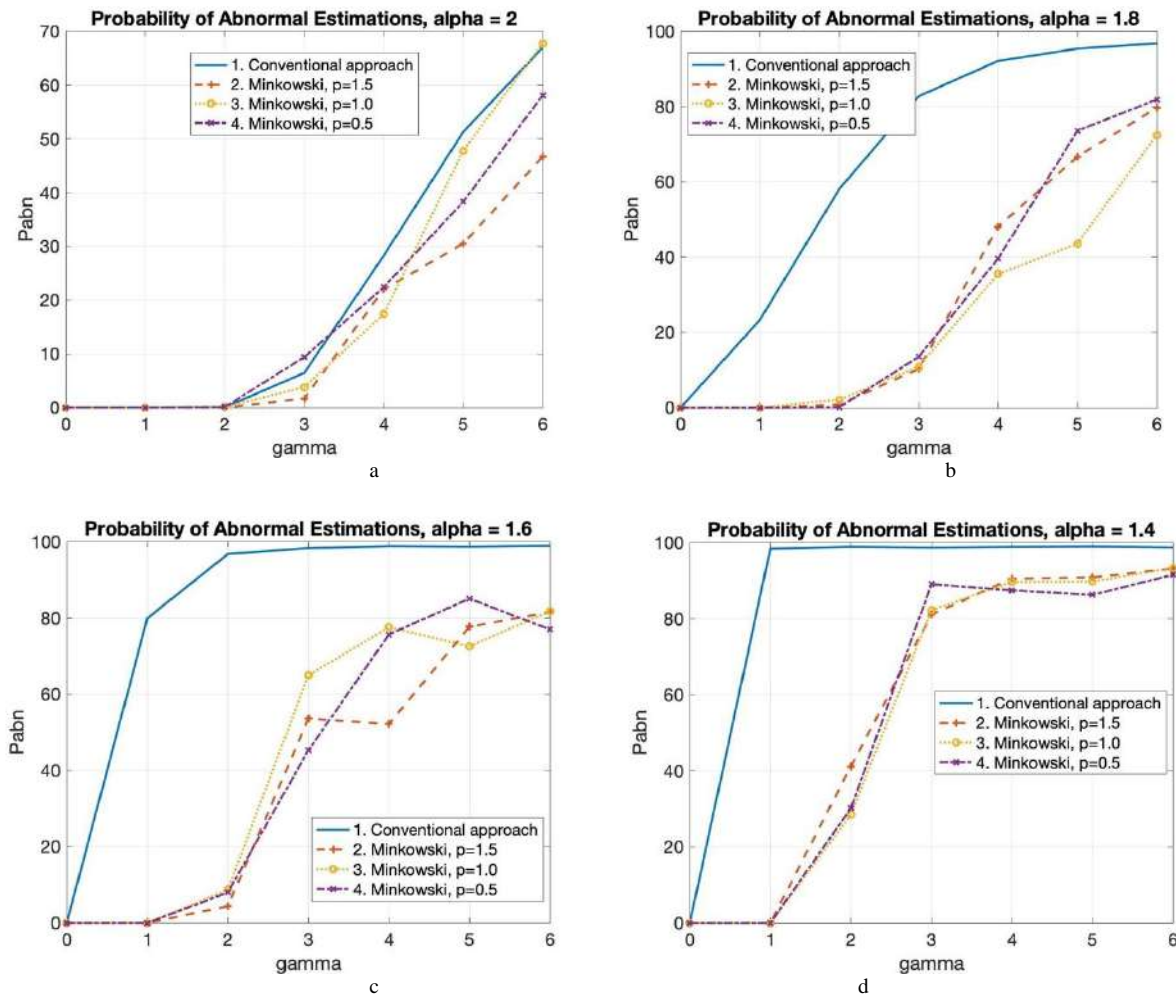 Probability of Abnormal Estimations, alpha = 2
70
60
50
40
30
20
10
0
Pabn
1. Conventional approach
2. Minkowski, p=1.5
3. Minkowski, p=1.0
4. Minkowski, p=0.5
0 1 2 3 4 5 6
gamma
a
Probability of Abnormal Estimations, alpha = 1.8
100
80
60
40
20
0
Pabn
1. Conventional approach
2. Minkowski, p=1.5
3. Minkowski, p=1.0
4. Minkowski, p=0.5
0 1 2 3 4 5 6
gamma
b
Probability of Abnormal Estimations, alpha = 1.6
100
80
60
40
20
0
Pabn
1. Conventional approach
2. Minkowski, p=1.5
3. Minkowski, p=1.0
4. Minkowski, p=0.5
0 1 2 3 4 5 6
gamma
c
Probability of Abnormal Estimations, alpha = 1.4
100
80
60
40
20
0
Pabn
1. Conventional approach
2. Minkowski, p=1.5
3. Minkowski, p=1.0
4. Minkowski, p=0.5
0 1 2 3 4 5 6
gamma
d